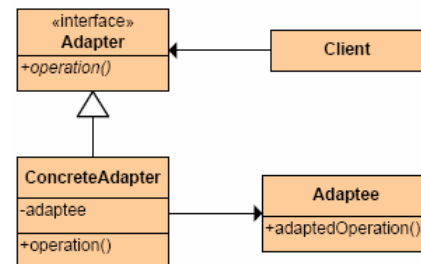 «interface»
Adapter
+operation()
Client
ConcreteAdapter
-adaptee
+operation()
Adaptee
+adaptedOperation()